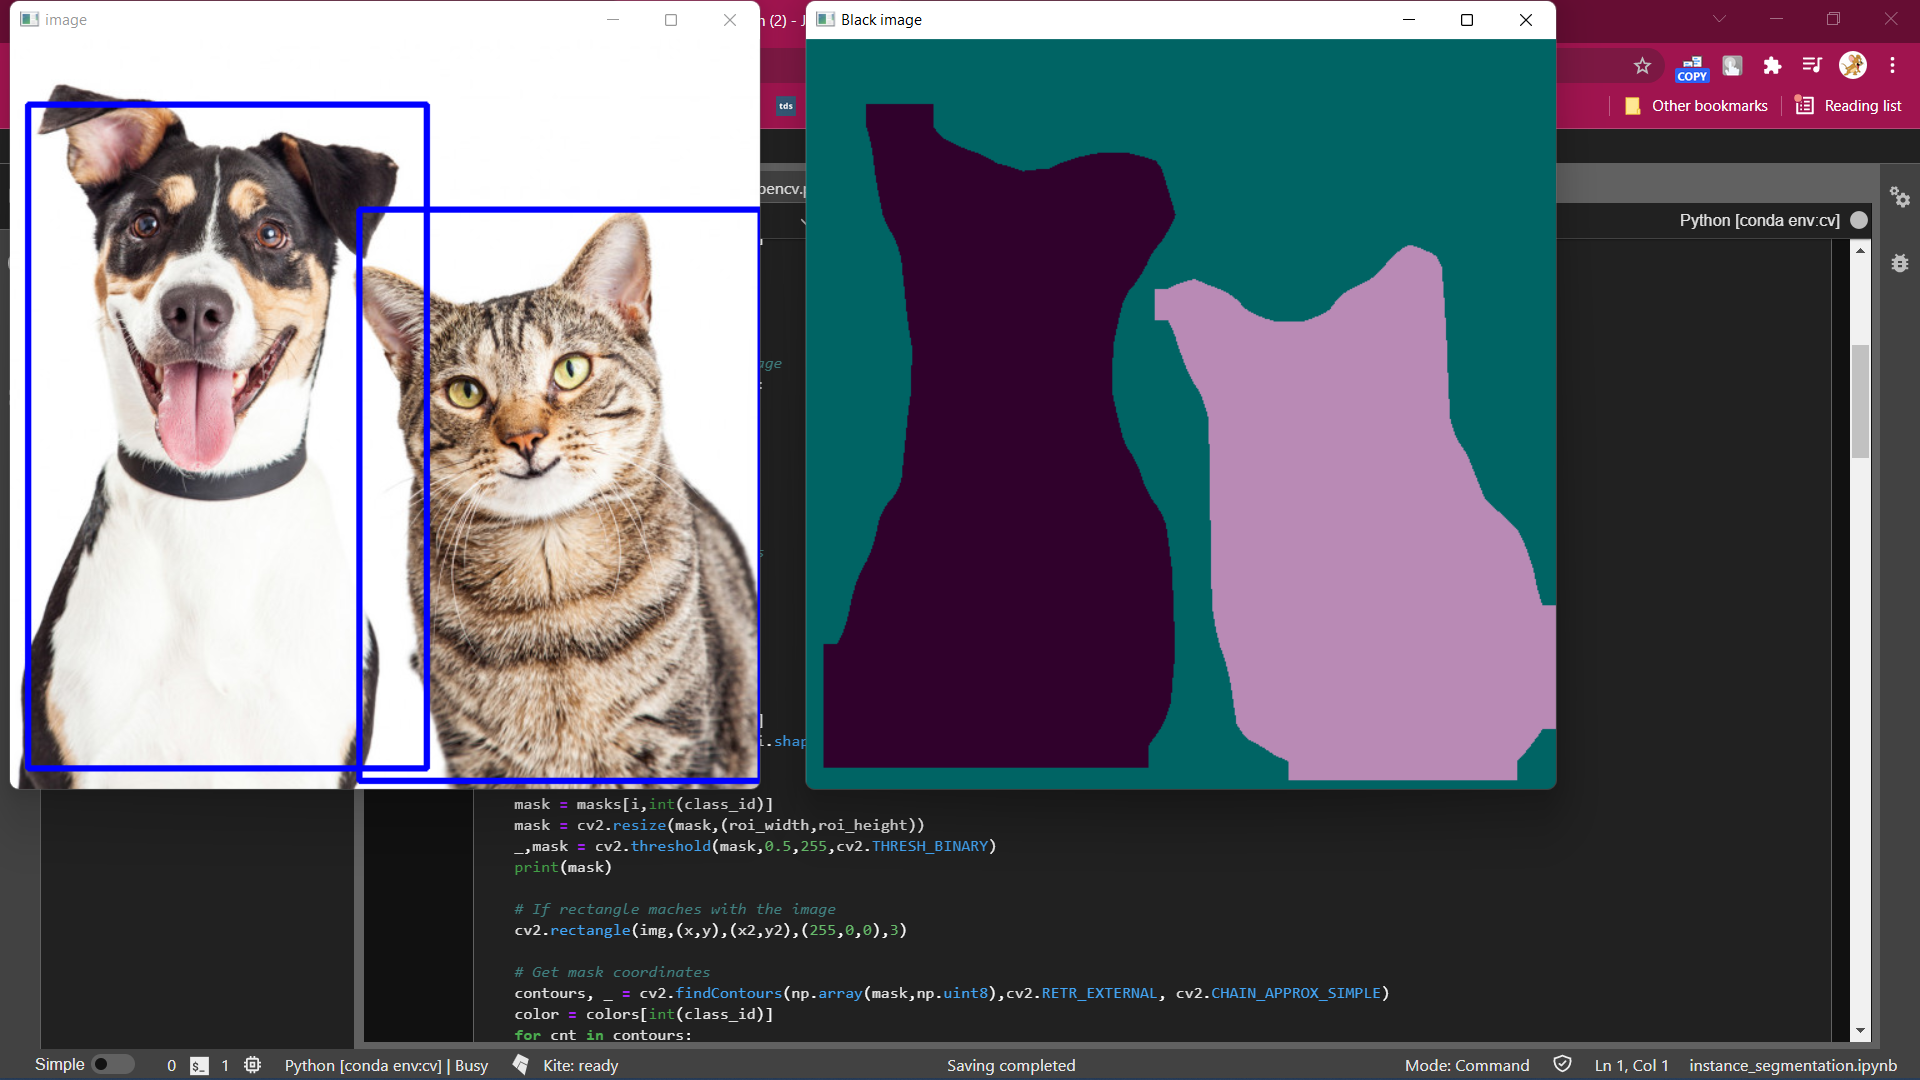 image
n (2) - J
Black image
COPY
tds
Other bookmarks
Reading list
pencv.p
Python [conda env:cv]
age
:
s
]
i.shap
mask = masks[i,int(class_id)]
mask = cv2.resize(mask,(roi_width,roi_height))
_,mask = cv2.threshold(mask,0.5,255,cv2.THRESH_BINARY)
print(mask)
# If rectangle maches with the image
cv2.rectangle(img,(x,y),(x2,y2),(255,0,0),3)
# Get mask coordinates
contours, _ = cv2.findContours(np.array(mask,np.uint8),cv2.RETR_EXTERNAL, cv2.CHAIN_APPROX_SIMPLE)
color = colors[int(class_id)]
for cnt in contours:
Simple 0 $_ 1 Python [conda env:cv] | Busy Kite: ready Saving completed Mode: Command Ln 1, Col 1 instance_segmentation.ipynb